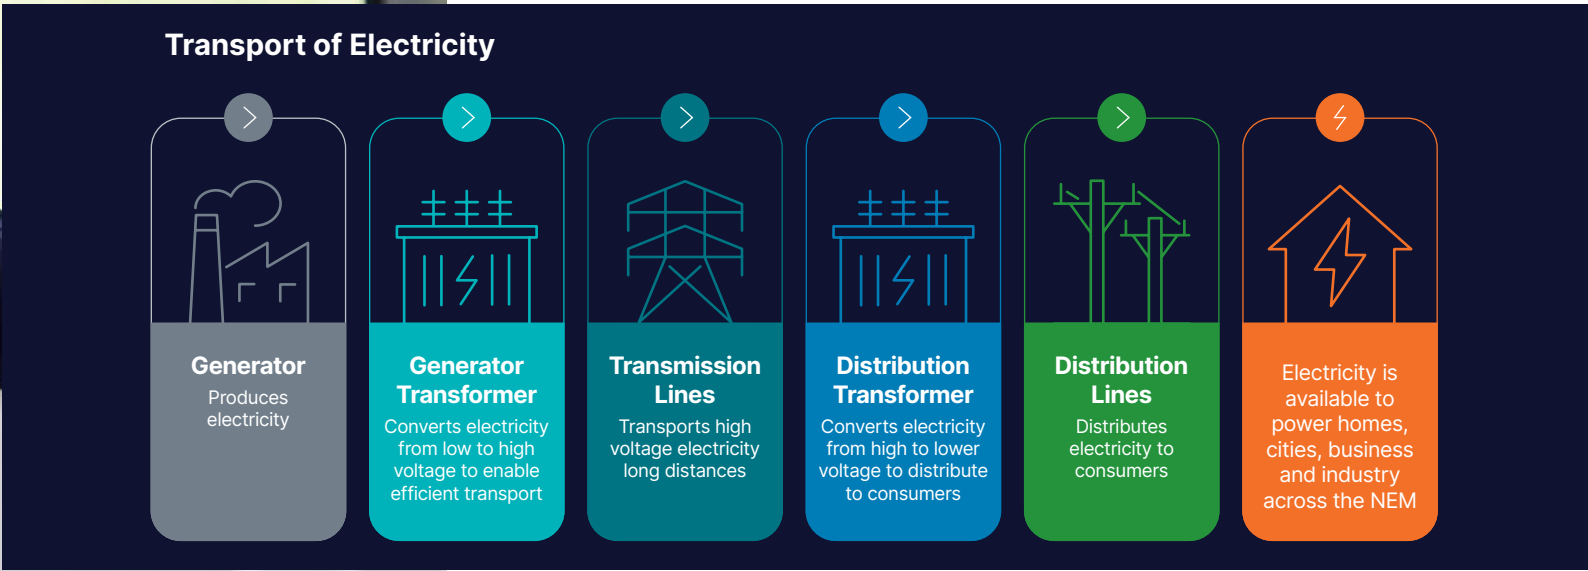 Transport of Electricity
Generator
Produces
electricity
Generator
Transformer
Converts electricity
from low to high
voltage to enable
efficient transport
Transmission
Lines
Transports high
voltage electricity
long distances
Distribution
Transformer
Converts electricity
from high to lower
voltage to distribute
to consumers
Distribution
Lines
Distributes
electricity to
consumers
Electricity is
available to
power homes,
cities, business
and industry
across the NEM